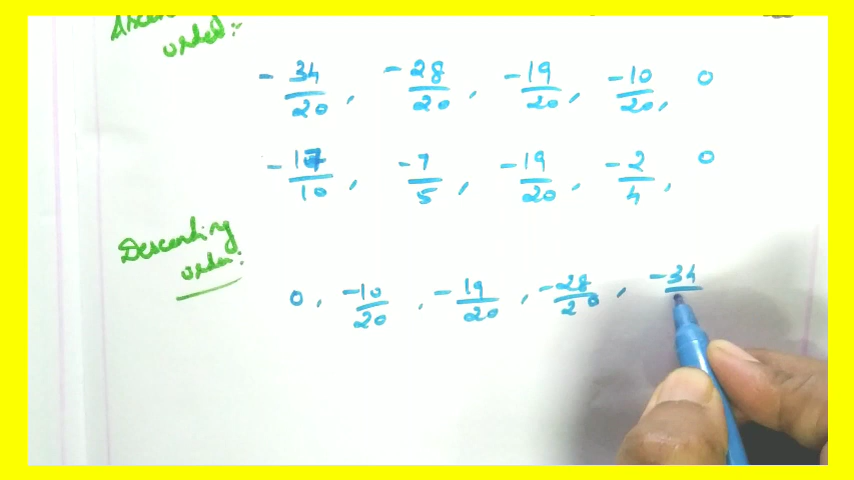 order:-
-34/20, -28/20, -19/20, -10/20, 0
-17/10, -7/5, -19/20, -2/4, 0
Descending
order:
0, -10/20, -19/20, -28/20, -34/